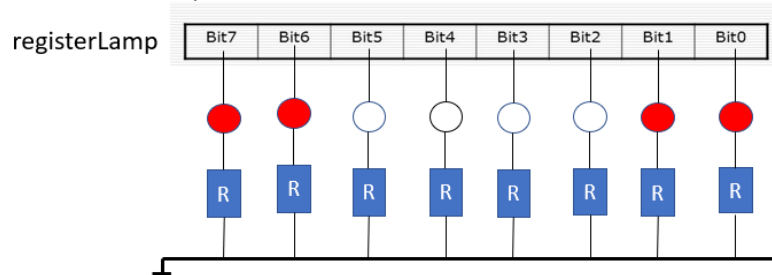 registerLamp Bit7 Bit6 Bit5 Bit4 Bit3 Bit2 Bit1 Bit0
R R R R R R R R